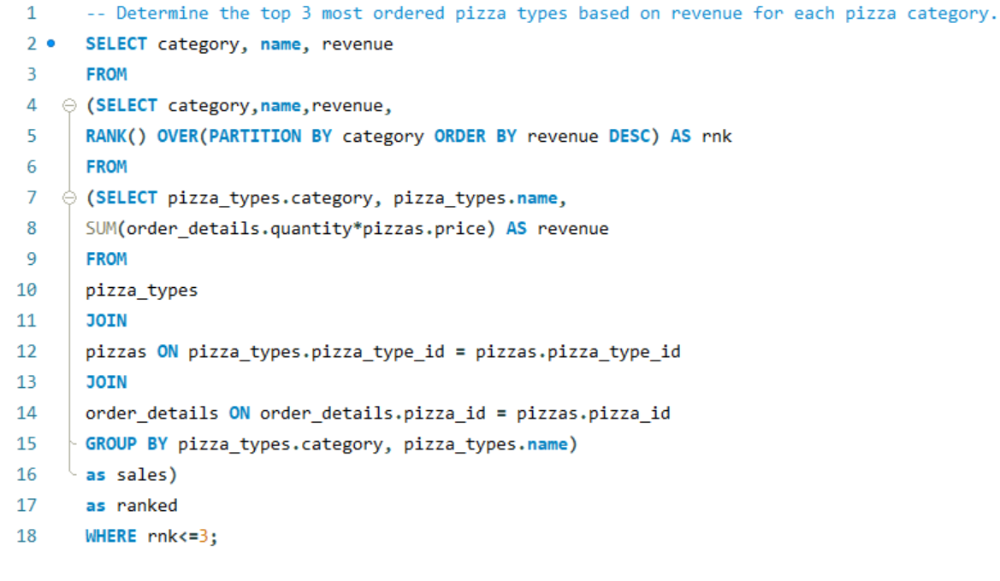 1 -- Determine the top 3 most ordered pizza types based on revenue for each pizza category.
2 SELECT category, name, revenue
3 FROM
4 (SELECT category,name,revenue,
5 RANK() OVER(PARTITION BY category ORDER BY revenue DESC) AS rnk
6 FROM
7 (SELECT pizza_types.category, pizza_types.name,
8 SUM(order_details.quantity*pizzas.price) AS revenue
9 FROM
10 pizza_types
11 JOIN
12 pizzas ON pizza_types.pizza_type_id = pizzas.pizza_type_id
13 JOIN
14 order_details ON order_details.pizza_id = pizzas.pizza_id
15 GROUP BY pizza_types.category, pizza_types.name)
16 as sales)
17 as ranked
18 WHERE rnk<=3;